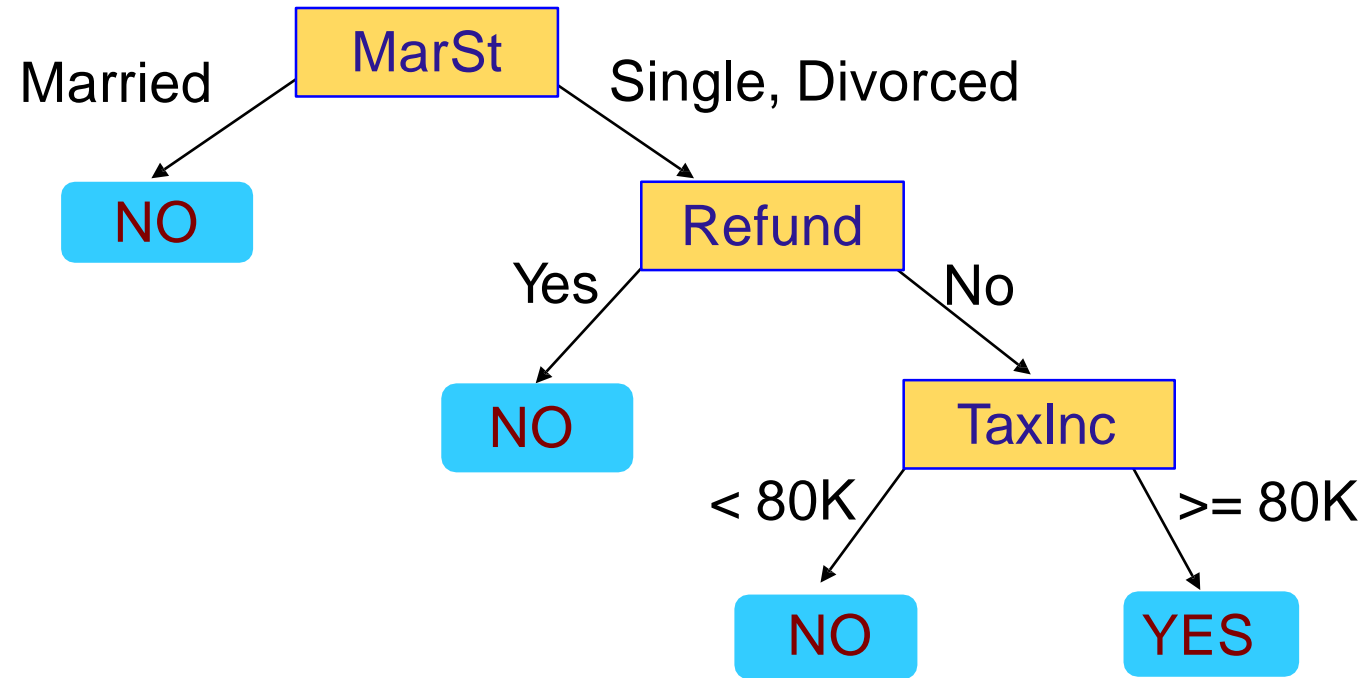 MarSt
Married
Single, Divorced
NO
Refund
Yes
No
NO
TaxInc
< 80K
>= 80K
NO
YES